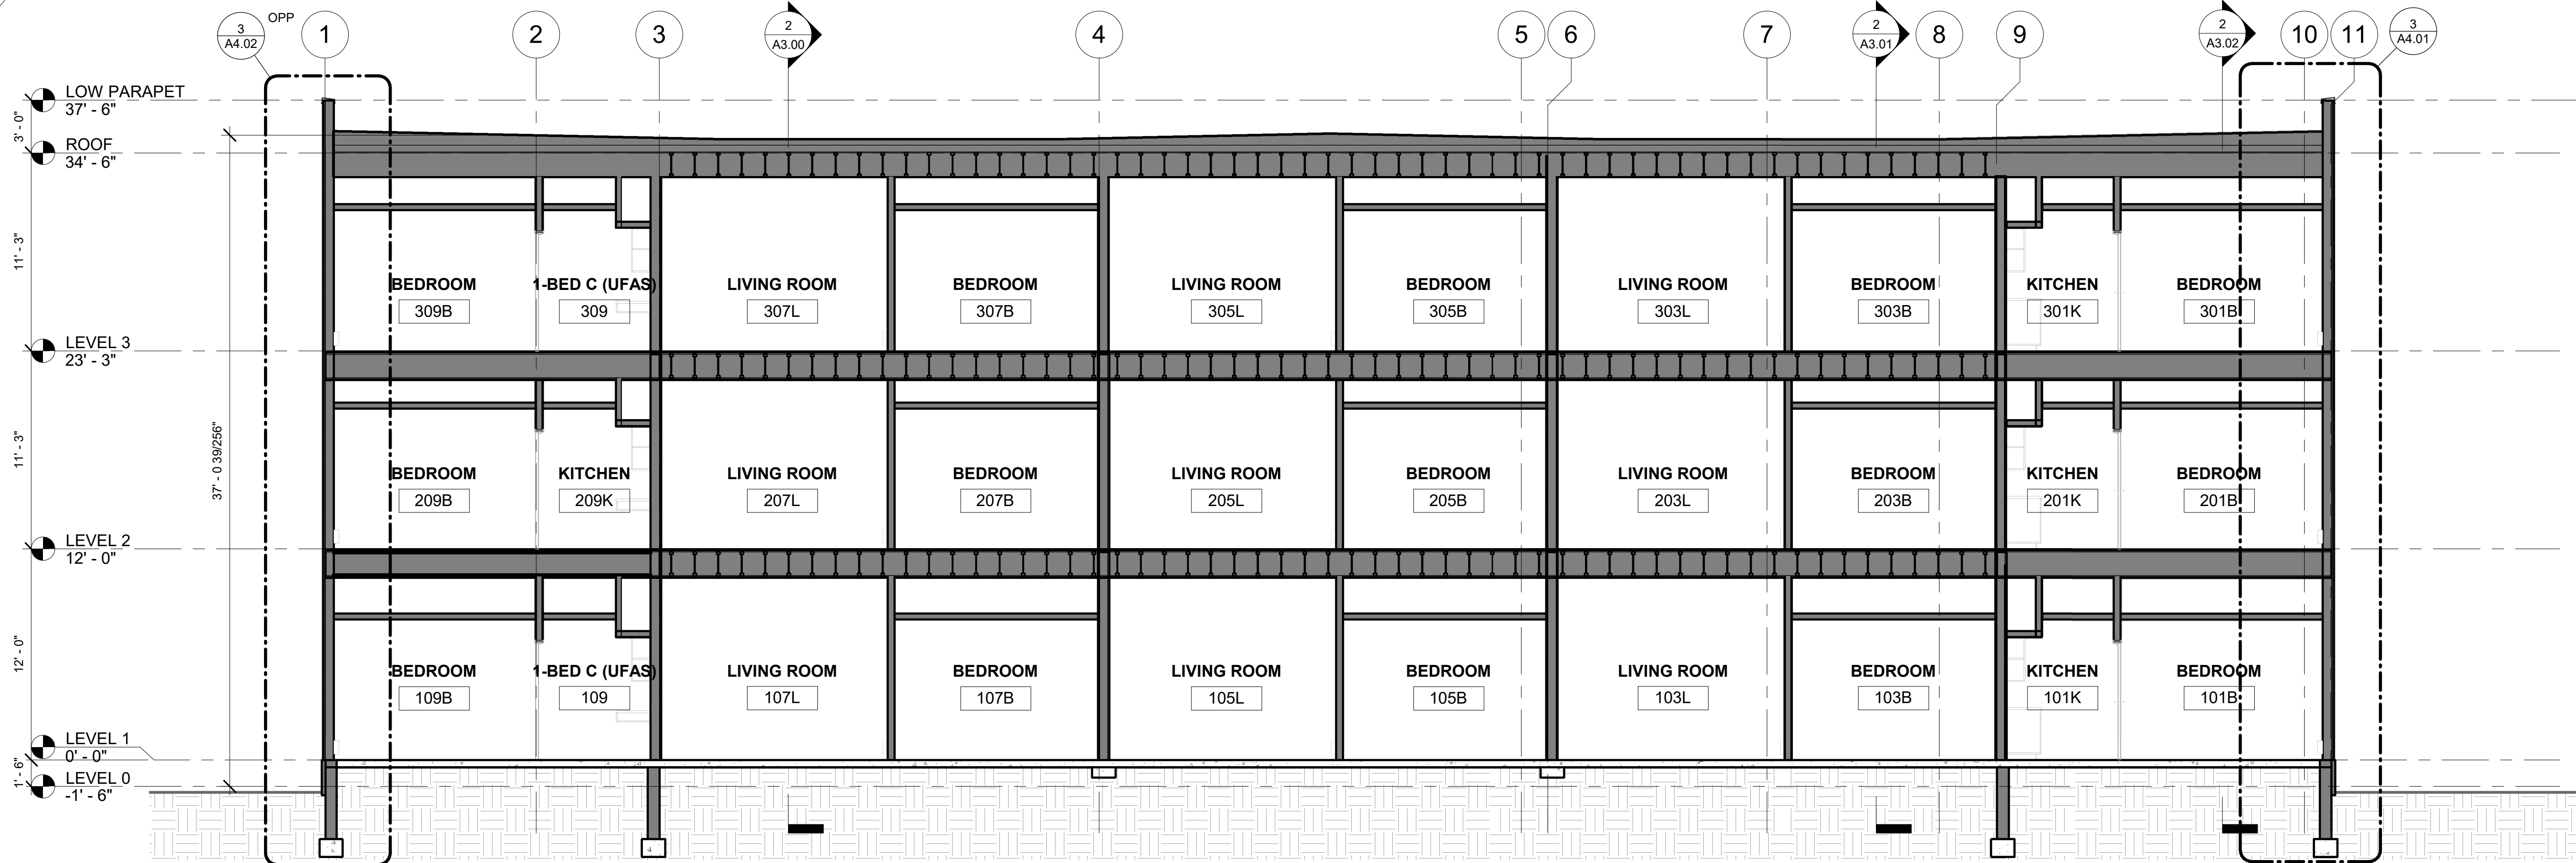 OPP
3
A4.02
1
2
3
2
A3.00
4
5
6
7
2
A3.01
8
9
2
A3.02
10
11
3
A4.01
LOW PARAPET
37' - 6"
3' - 0"
ROOF
34' - 6"
11' - 3"
BEDROOM
309B
1-BED C (UFAS)
309
LIVING ROOM
307L
BEDROOM
307B
LIVING ROOM
305L
BEDROOM
305B
LIVING ROOM
303L
BEDROOM
303B
KITCHEN
301K
BEDROOM
301B
LEVEL 3
23' - 3"
11' - 3"
37' - 0 39/256"
BEDROOM
209B
KITCHEN
209K
LIVING ROOM
207L
BEDROOM
207B
LIVING ROOM
205L
BEDROOM
205B
LIVING ROOM
203L
BEDROOM
203B
KITCHEN
201K
BEDROOM
201B
LEVEL 2
12' - 0"
12' - 0"
BEDROOM
109B
1-BED C (UFAS)
109
LIVING ROOM
107L
BEDROOM
107B
LIVING ROOM
105L
BEDROOM
105B
LIVING ROOM
103L
BEDROOM
103B
KITCHEN
101K
BEDROOM
101B
LEVEL 1
0' - 0"
1' - 6"
LEVEL 0
-1' - 6"